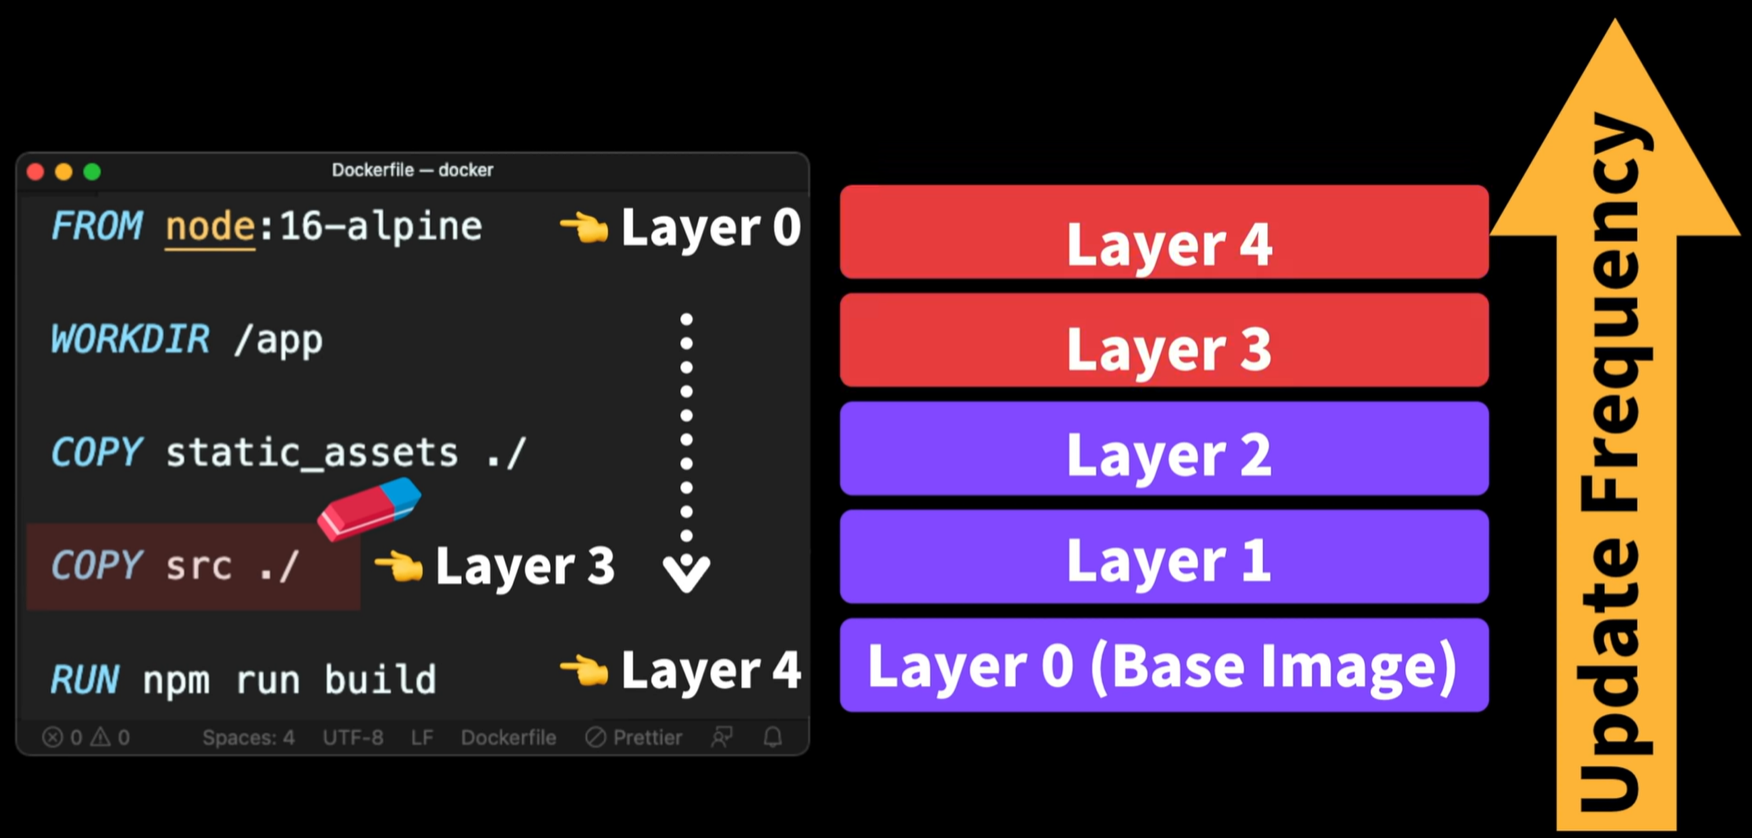 Dockerfile — docker
FROM node:16-alpine
Layer 0
WORKDIR /app
COPY static_assets ./
COPY src ./
Layer 3
RUN npm run build
Layer 4
0 0 Spaces: 4 UTF-8 LF Dockerfile Prettier
Layer 4
Layer 3
Layer 2
Layer 1
Layer 0 (Base Image)
Update Frequency